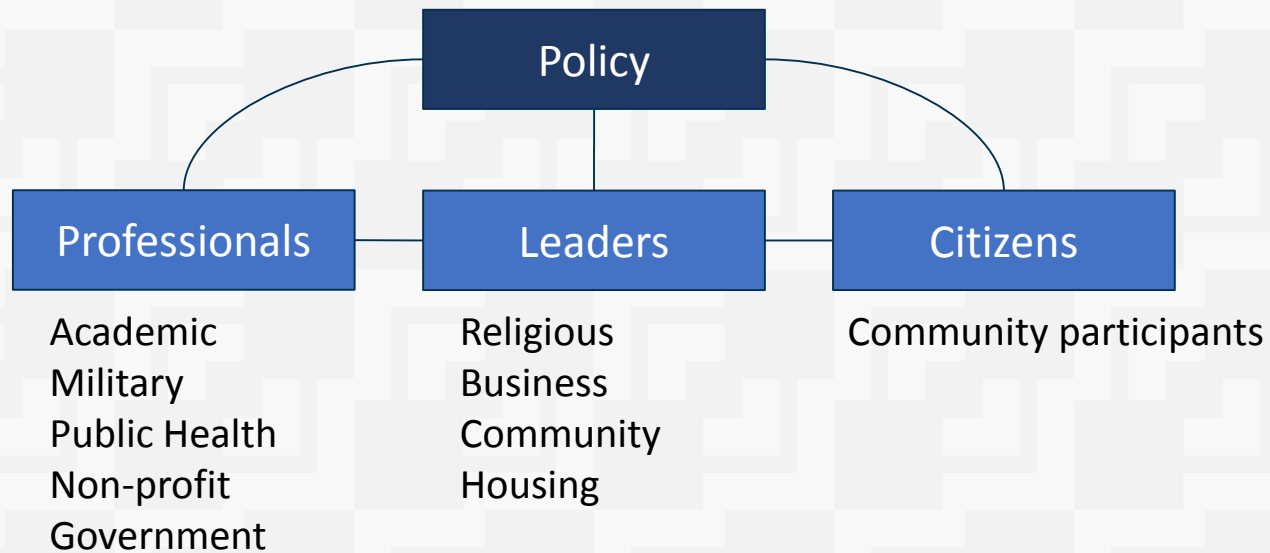 Policy
Professionals
Leaders
Citizens
Academic
Military
Public Health
Non-profit
Government
Religious
Business
Community
Housing
Community participants